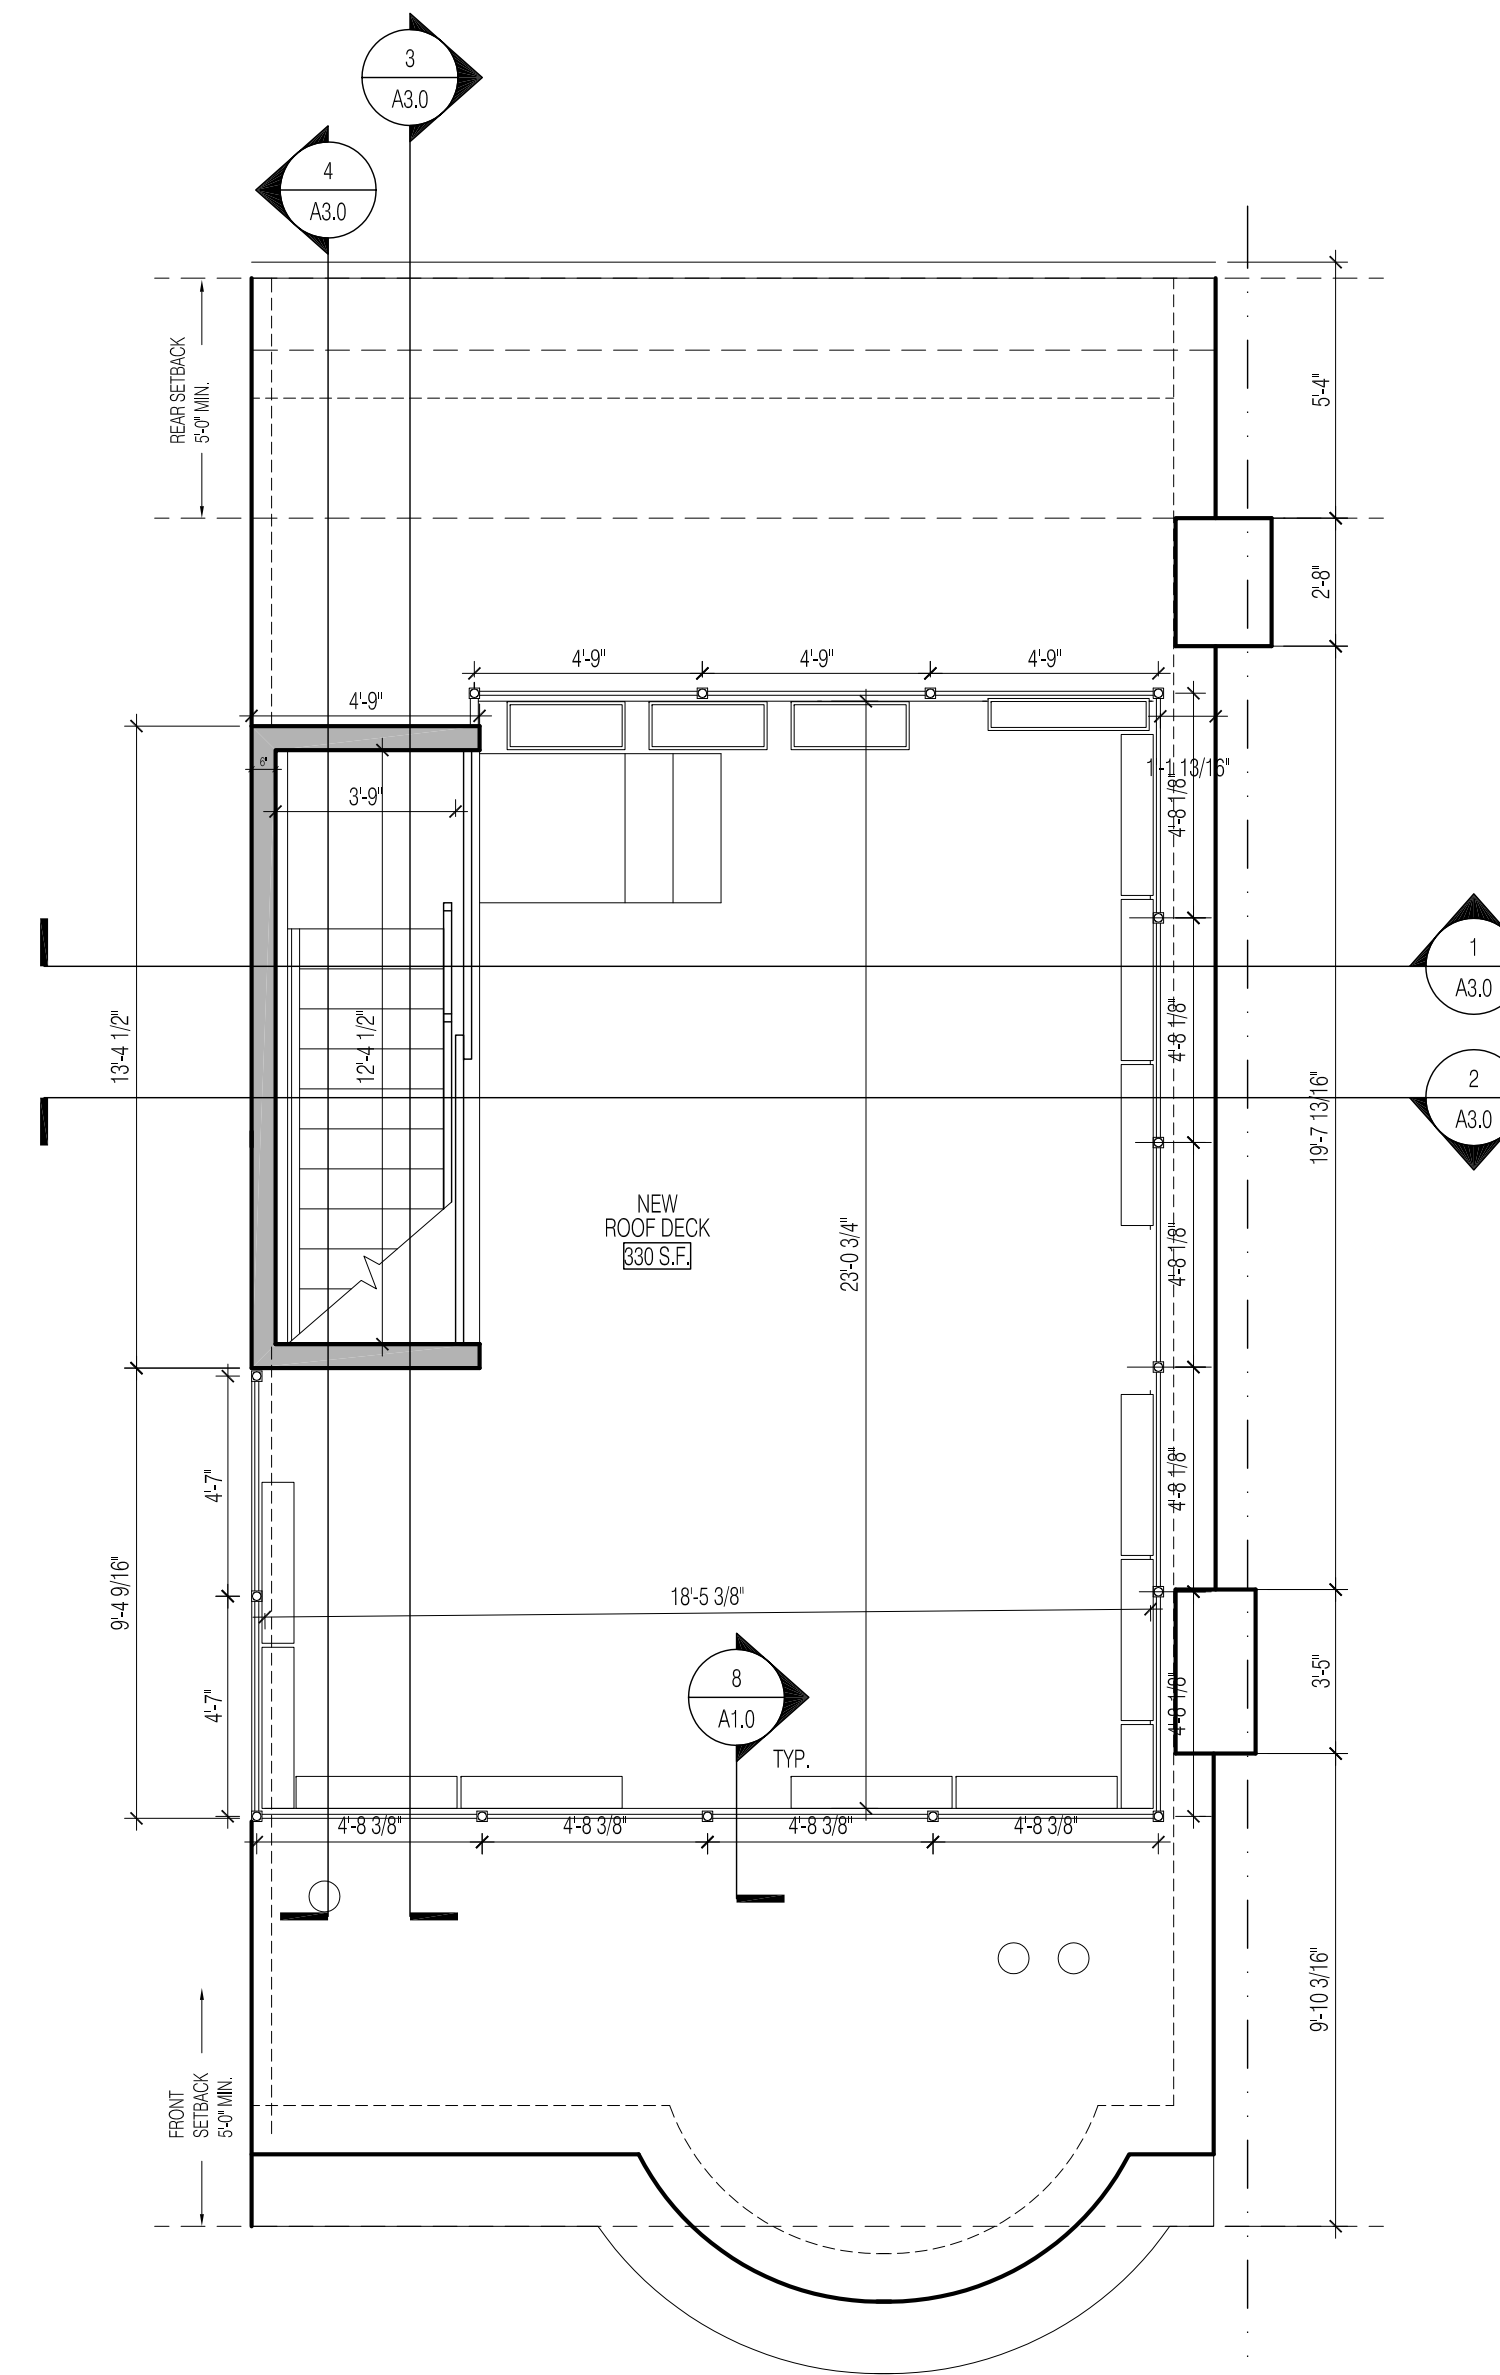 3
A3.0
4
A3.0
REAR SETBACK
5'-0" MIN.
5'-4"
2'-8"
4'-9"
4'-9"
4'-9"
4'-9"
6"
3'-9"
1'-1 13/16"
4'-8 1/8"
1
A3.0
13'-4 1/2"
12'-4 1/2"
4'-8 1/8"
2
A3.0
19'-7 13/16"
NEW
ROOF DECK
330 S.F.
23'-0 3/4"
4'-8 1/8"
4'-7"
4'-8 1/8"
9'-4 9/16"
18'-5 3/8"
8
A1.0
TYP.
4'-7"
4'-8 1/8"
3'-5"
4'-8 3/8"
4'-8 3/8"
4'-8 3/8"
4'-8 3/8"
9'-10 3/16"
FRONT
SETBACK
5'-0" MIN.